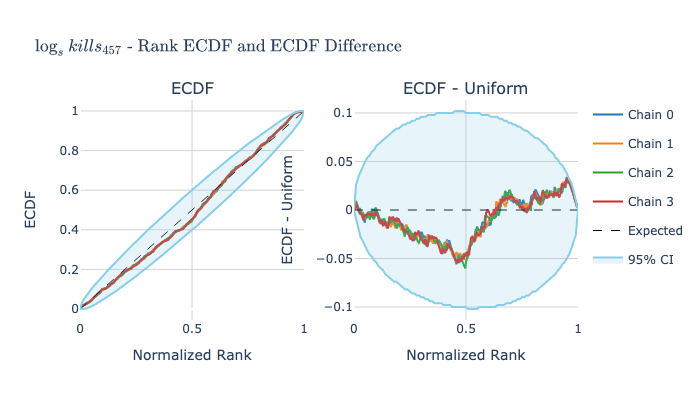 log_s kills_457 - Rank ECDF and ECDF Difference
ECDF
ECDF - Uniform
1
0.8
0.6
0.4
0.2
0
ECDF
0
0.5
1
Normalized Rank
0.1
0.05
0
−0.05
−0.1
ECDF - Uniform
0
0.5
1
Normalized Rank
Chain 0
Chain 1
Chain 2
Chain 3
Expected
95% CI